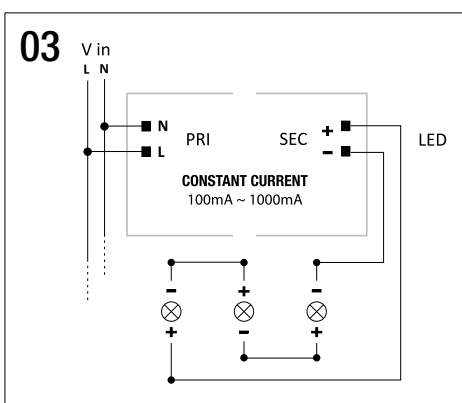 03
V in
L N
N
L
PRI
SEC
+
-
LED
CONSTANT CURRENT
100mA ~ 1000mA
- + -
+ - +